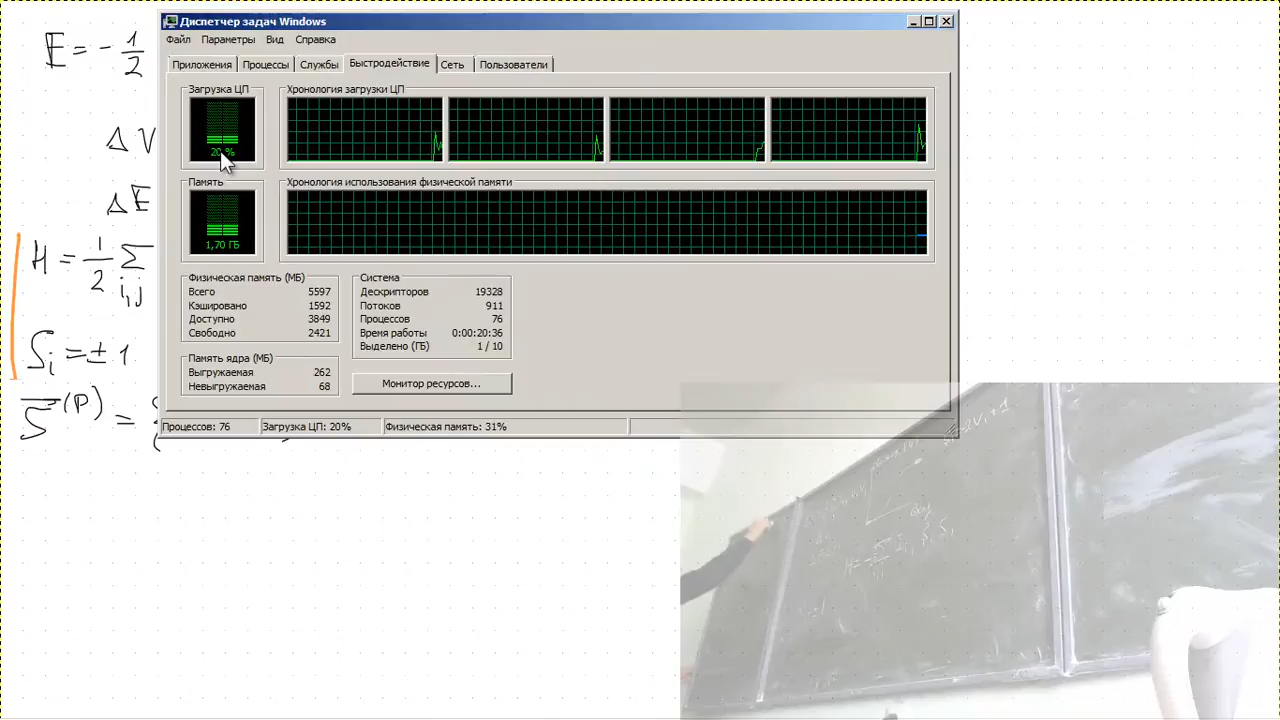 E = - 1/2
Δ V
Δ E
H = 1/2 Σ i,j
S i = ± 1
S (P) =
Диспетчер задач Windows
Файл Параметры Вид Справка
Приложения Процессы Службы Быстродействие Сеть Пользователи
Загрузка ЦП
20 %
Хронология загрузки ЦП
Память
1,70 ГБ
Хронология использования физической памяти
Физическая память (МБ)
Всего 5597
Кэшировано 1592
Доступно 3849
Свободно 2421
Память ядра (МБ)
Выгружаемая 262
Невыгружаемая 68
Система
Дескрипторов 19328
Потоков 911
Процессов 76
Время работы 0:00:20:36
Выделено (ГБ) 1 / 10
Монитор ресурсов...
Процессов: 76 Загрузка ЦП: 20% Физическая память: 31%